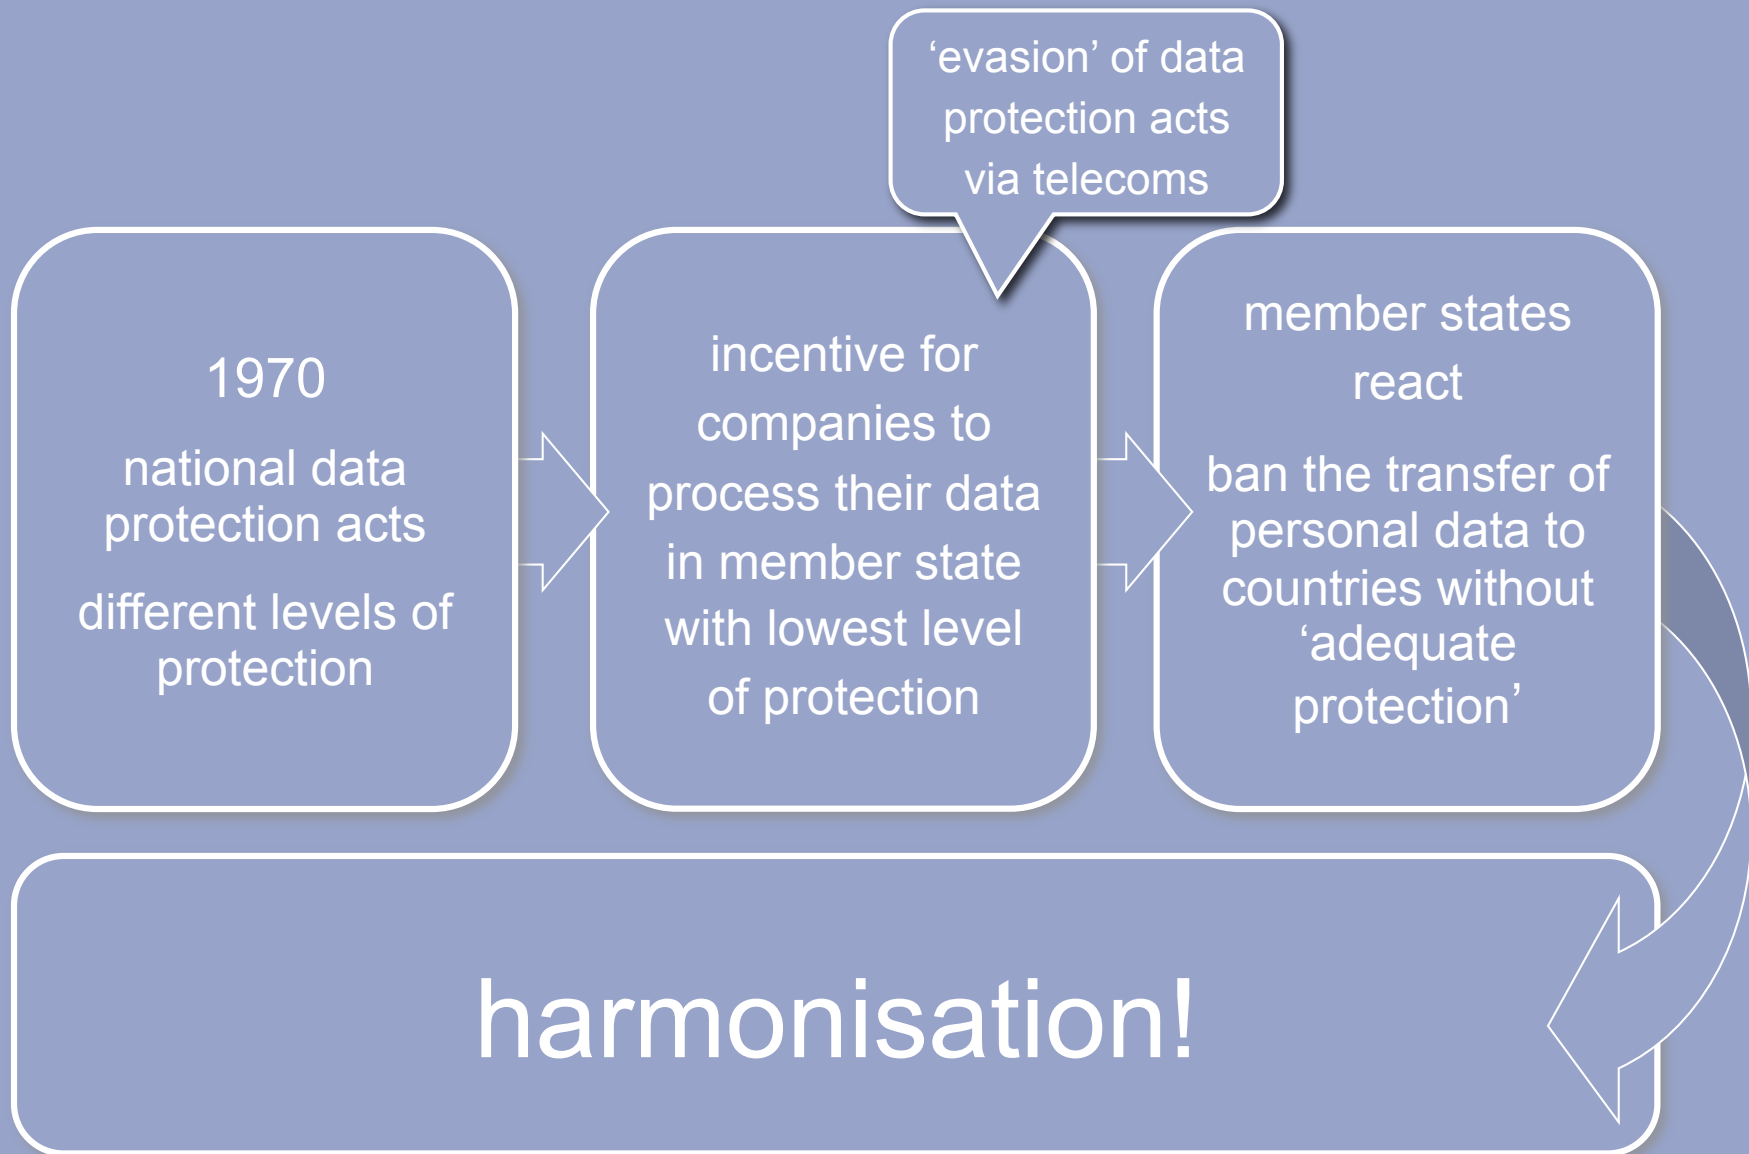 ‘evasion’ of data
protection acts
via telecoms
1970
national data
protection acts
different levels of
protection
incentive for
companies to
process their data
in member state
with lowest level
of protection
member states
react
ban the transfer of
personal data to
countries without
‘adequate
protection’
harmonisation!